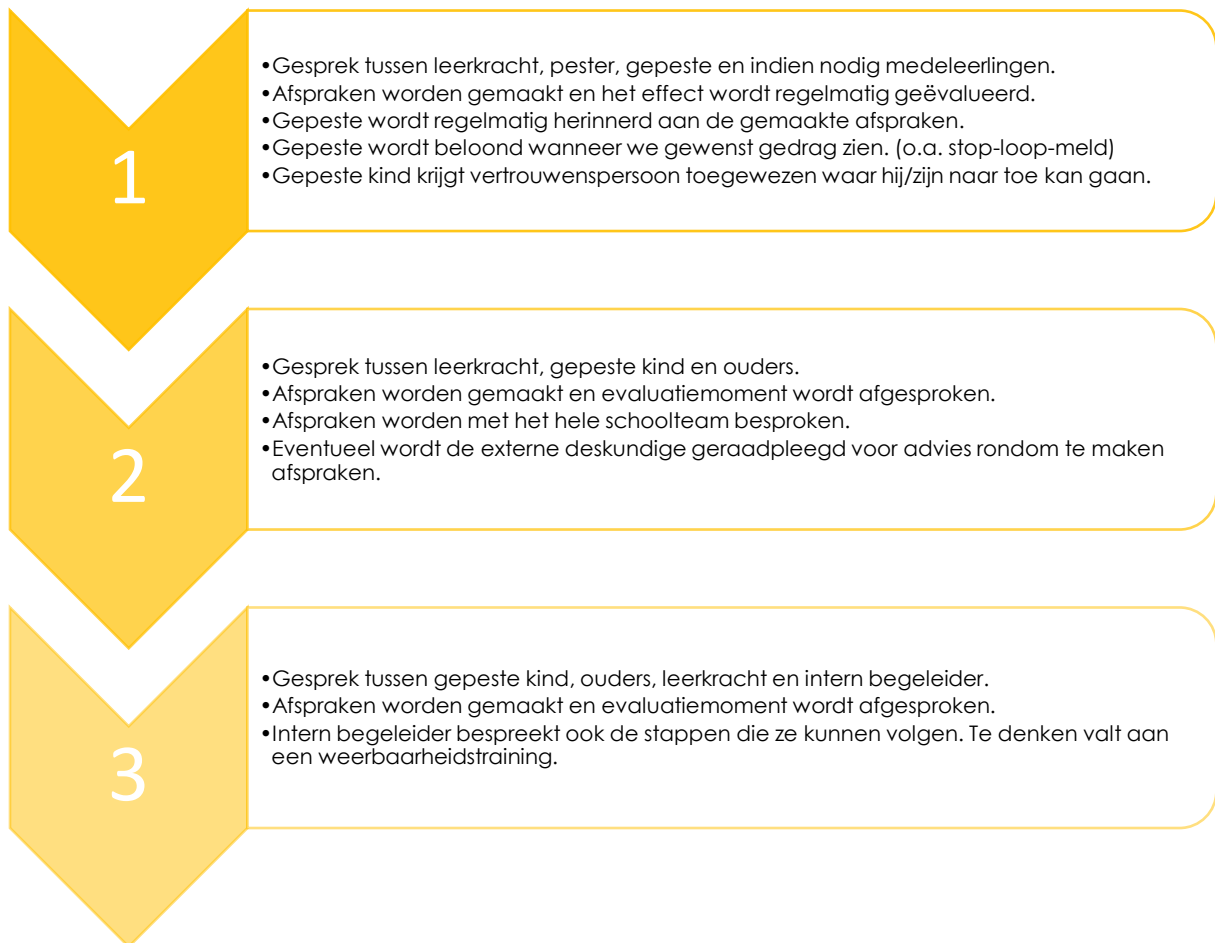 1
•Gesprek tussen leerkracht, pester, gepeste en indien nodig medeleerlingen.
•Afspraken worden gemaakt en het effect wordt regelmatig geëvalueerd.
•Gepeste wordt regelmatig herinnerd aan de gemaakte afspraken.
•Gepeste wordt beloond wanneer we gewenst gedrag zien. (o.a. stop-loop-meld)
•Gepeste kind krijgt vertrouwenspersoon toegewezen waar hij/zijn naar toe kan gaan.
2
•Gesprek tussen leerkracht, gepeste kind en ouders.
•Afspraken worden gemaakt en evaluatiemoment wordt afgesproken.
•Afspraken worden met het hele schoolteam besproken.
•Eventueel wordt de externe deskundige geraadpleegd voor advies rondom te maken
afspraken.
3
•Gesprek tussen gepeste kind, ouders, leerkracht en intern begeleider.
•Afspraken worden gemaakt en evaluatiemoment wordt afgesproken.
•Intern begeleider bespreekt ook de stappen die ze kunnen volgen. Te denken valt aan
een weerbaarheidstraining.